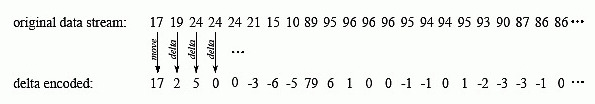 original data stream: 17 19 24 24 24 21 15 10 89 95 96 96 96 95 94 94 95 93 90 87 86 86 •••
move delta delta delta •••
delta encoded: 17 2 5 0 0 -3 -6 -5 79 6 1 0 0 -1 -1 0 1 -2 -3 -3 -1 0 •••